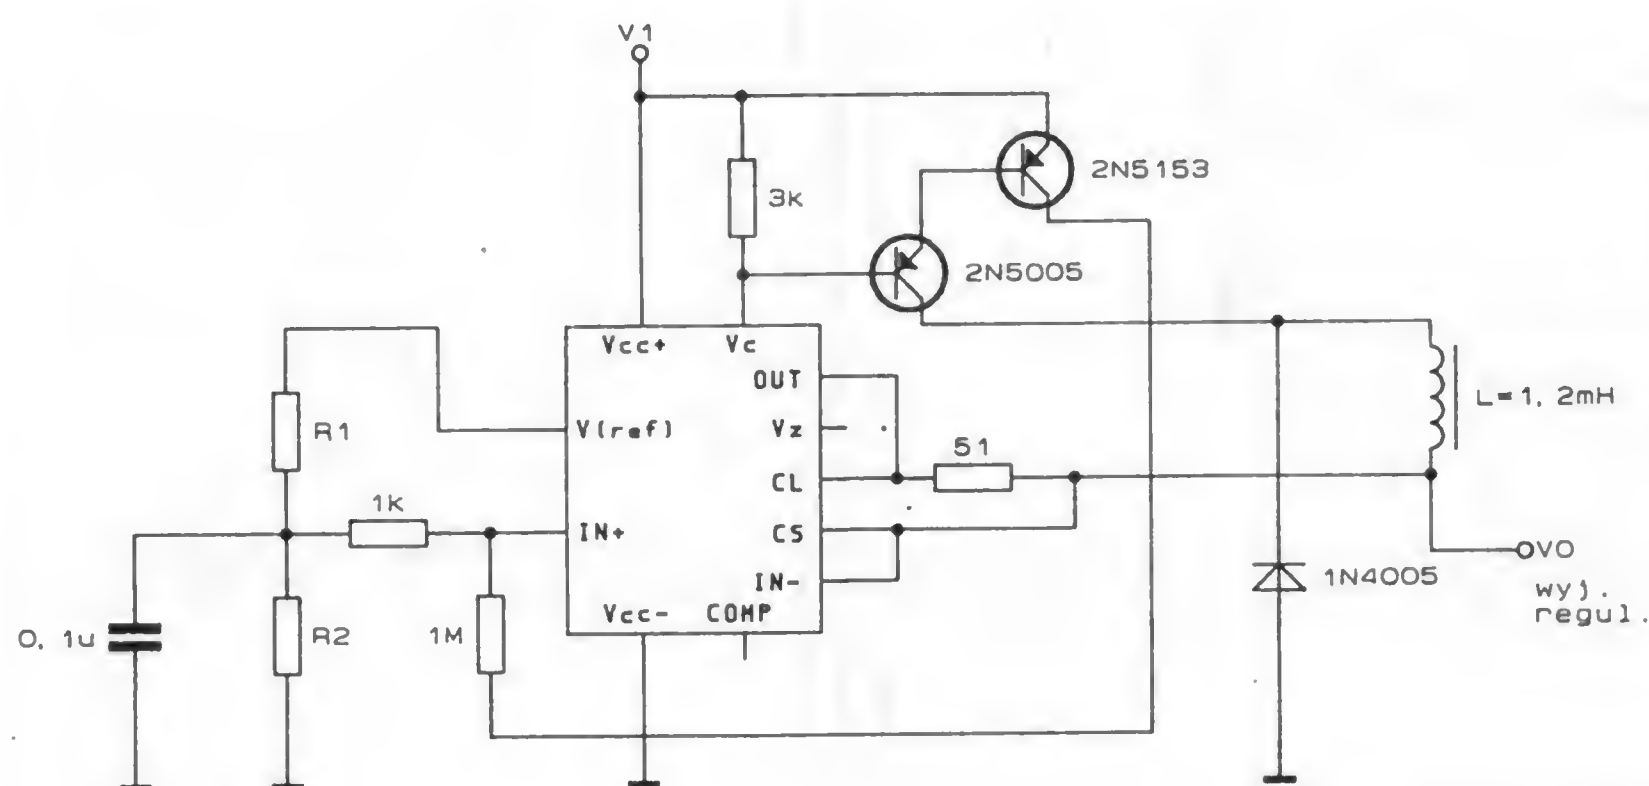 V1
2N5153
3k
2N5005
Vcc+
Vc
OUT
V(ref)
R1
Vz
L=1,2mH
51
CL
1k
IN+
CS
VO
IN-
1N4005
wyj.
regul.
Vcc-
COMP
0,1u
R2
1M